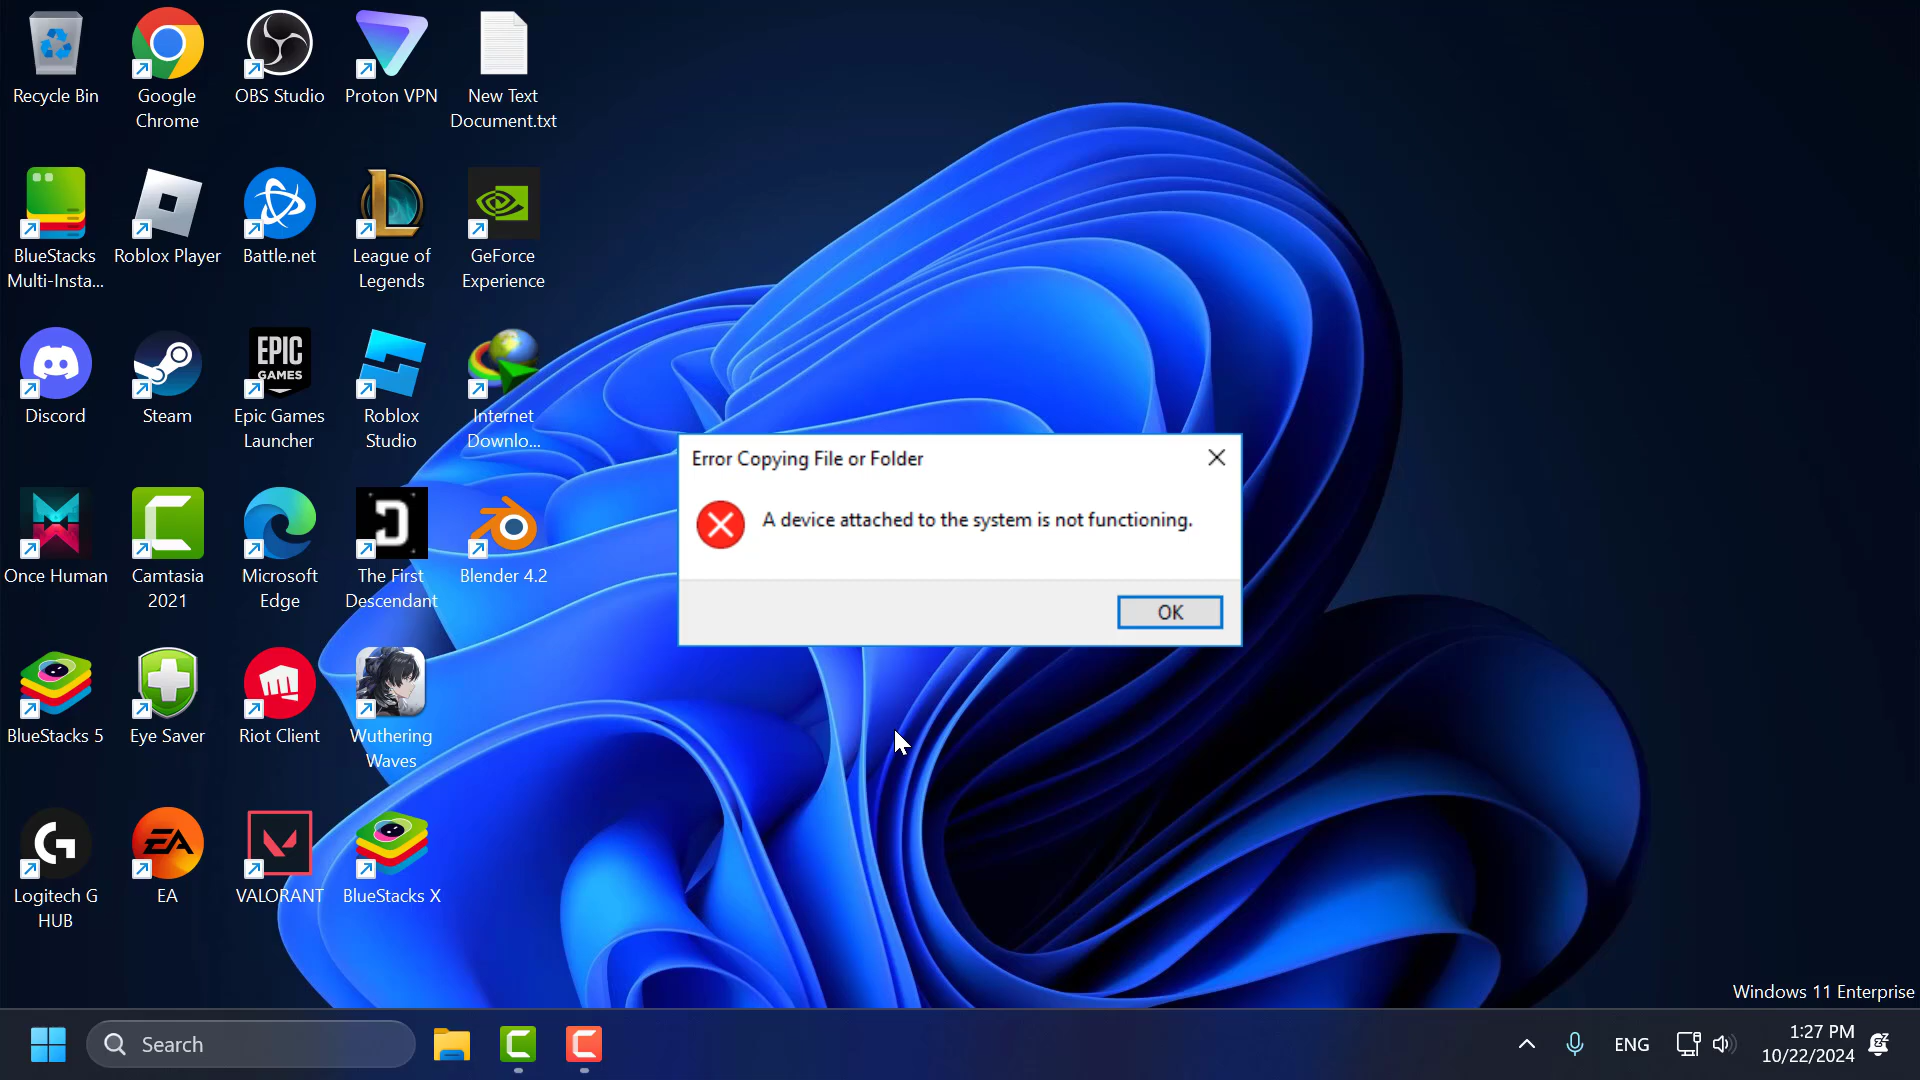 Recycle Bin
Google
Chrome
OBS Studio
Proton VPN
New Text
Document.txt
BlueStacks
Multi-Insta...
Roblox Player
Battle.net
League of
Legends
GeForce
Experience
Discord
Steam
EPIC
GAMES
Epic Games
Launcher
Roblox
Studio
Internet
Downlo...
Once Human
Camtasia
2021
Microsoft
Edge
The First
Descendant
Blender 4.2
BlueStacks 5
Eye Saver
Riot Client
Wuthering
Waves
Logitech G
HUB
EA
EA
VALORANT
BlueStacks X
Error Copying File or Folder
A device attached to the system is not functioning.
OK
Windows 11 Enterprise
Search
ENG
1:27 PM
10/22/2024